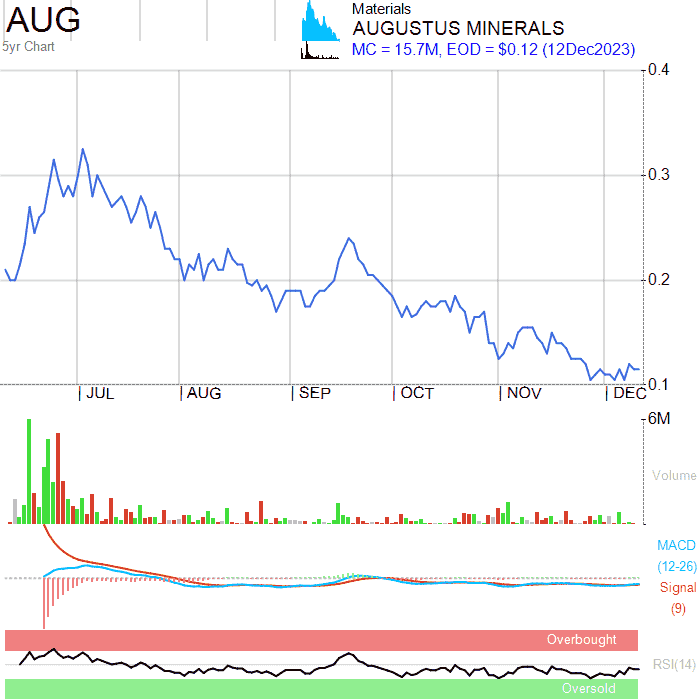 AUG
5yr Chart
Materials
AUGUSTUS MINERALS
MC = 15.7M, EOD = $0.12 (12Dec2023)
0.4
0.3
0.2
0.1
JUL AUG SEP OCT NOV DEC
6M
Volume
MACD
(12-26)
Signal
(9)
Overbought
RSI(14)
Oversold